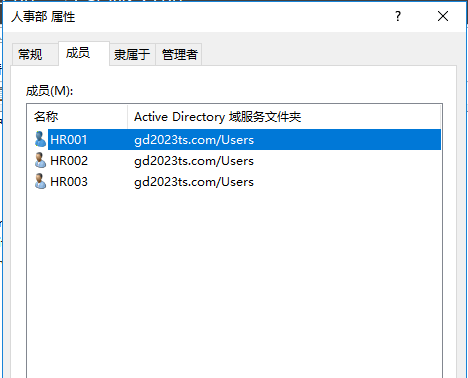 人事部 属性
?
常规 成员 隶属于 管理者
成员(M):
名称 Active Directory 域服务文件夹
HR001 gd2023ts.com/Users
HR002 gd2023ts.com/Users
HR003 gd2023ts.com/Users